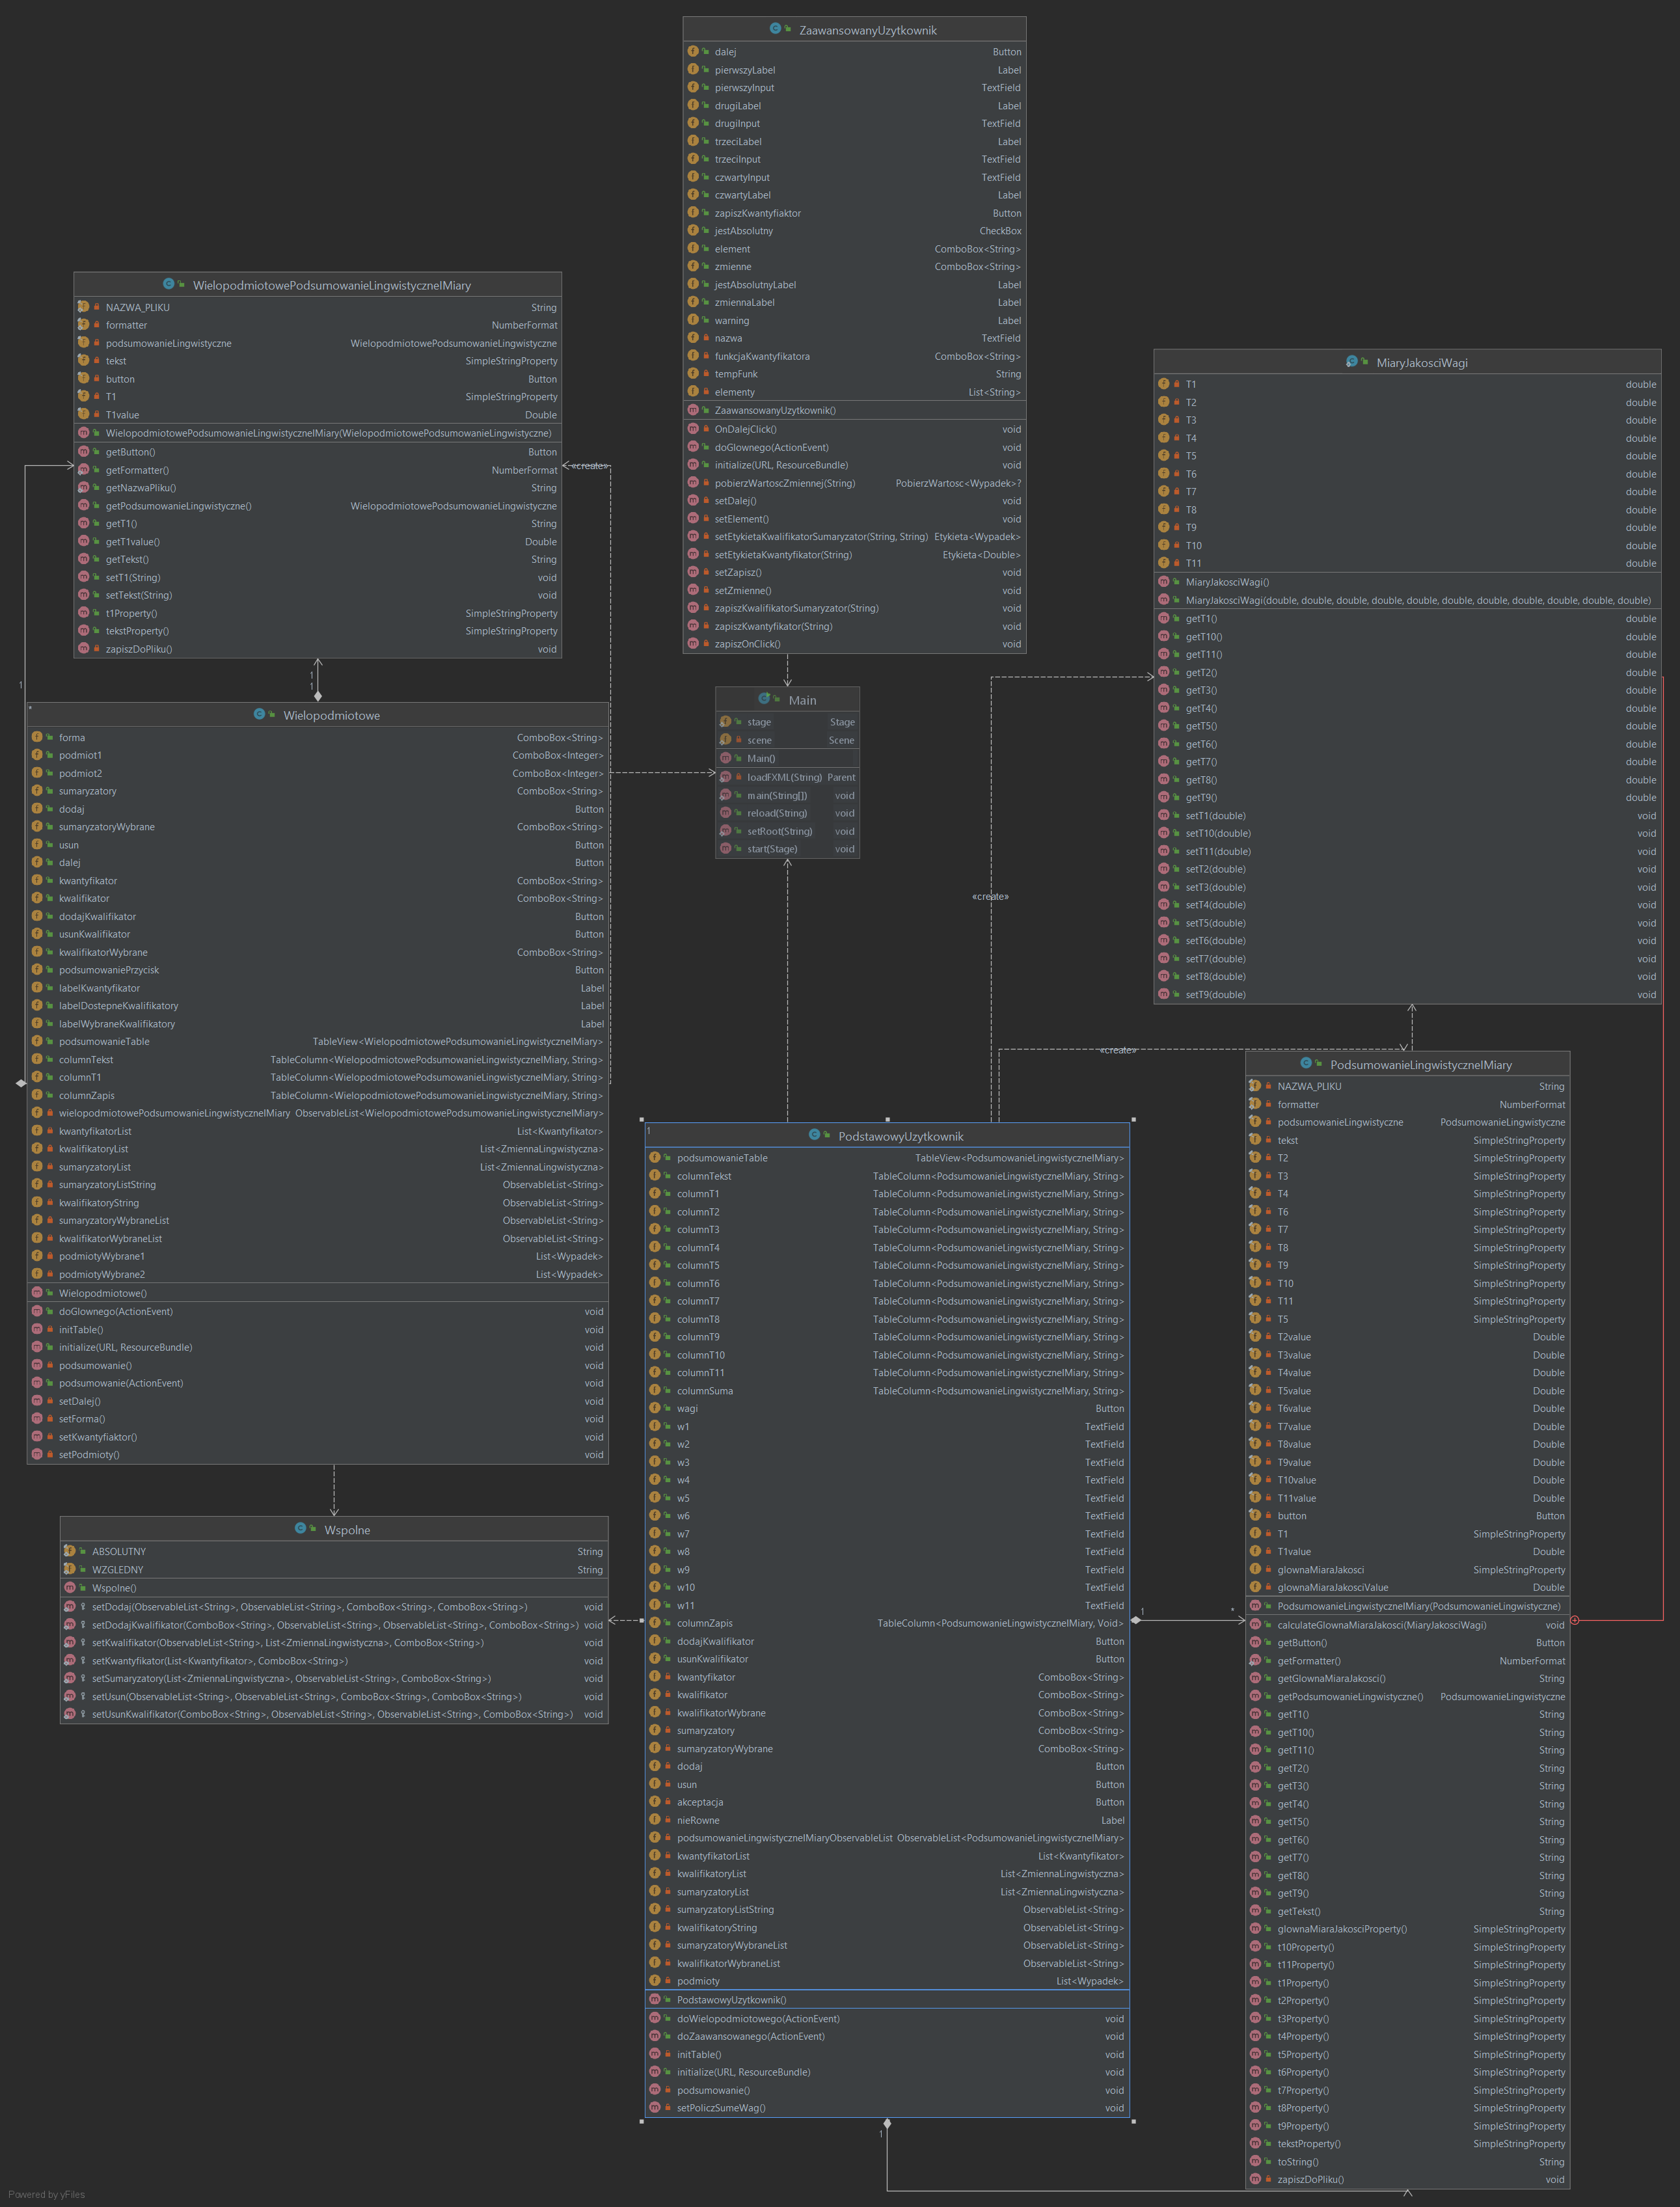 ZaawansowanyUzytkownik
dalej Button
pierwszyLabel Label
pierwszyInput TextField
drugiLabel Label
drugiInput TextField
trzeciLabel Label
trzeciInput TextField
czwartyInput TextField
czwartyLabel Label
zapiszKwantyfiaktor Button
jestAbsolutny CheckBox
element ComboBox<String>
zmienne ComboBox<String>
jestAbsolutnyLabel Label
zmiennaLabel Label
warning Label
nazwa TextField
funkcjaKwantyfikatora ComboBox<String>
tempFunk String
elementy List<String>
ZaawansowanyUzytkownik()
OnDalejClick() void
doGlownego(ActionEvent) void
initialize(URL, ResourceBundle) void
pobierzWartoscZmiennej(String) PobierzWartosc<Wypadek>?
setDalej() void
setElement() void
setEtykietaKwalifikatorSumaryzator(String, String) Etykieta<Wypadek>
setEtykietaKwantyfikator(String) Etykieta<Double>
setZapisz() void
setZmienne() void
zapiszKwalifikatorSumaryzator(String) void
zapiszKwantyfikator(String) void
zapiszOnClick() void
WielopodmiotowePodsumowanieLingwistyczneIMiary
NAZWA_PLIKU String
formatter NumberFormat
podsumowanieLingwistyczne WielopodmiotowePodsumowanieLingwistyczne
tekst SimpleStringProperty
button Button
T1 SimpleStringProperty
T1value Double
WielopodmiotowePodsumowanieLingwistyczneIMiary(WielopodmiotowePodsumowanieLingwistyczne)
getButton() Button
getFormatter() NumberFormat
getNazwaPliku() String
getPodsumowanieLingwistyczne() WielopodmiotowePodsumowanieLingwistyczne
getT1() String
getT1value() Double
getTekst() String
setT1(String) void
setTekst(String) void
t1Property() SimpleStringProperty
tekstProperty() SimpleStringProperty
zapiszDoPliku() void
«create»
1
1
1
MiaryJakosciWagi
T1 double
T2 double
T3 double
T4 double
T5 double
T6 double
T7 double
T8 double
T9 double
T10 double
T11 double
MiaryJakosciWagi()
MiaryJakosciWagi(double, double, double, double, double, double, double, double, double, double, double)
getT1() double
getT10() double
getT11() double
getT2() double
getT3() double
getT4() double
getT5() double
getT6() double
getT7() double
getT8() double
getT9() double
setT1(double) void
setT10(double) void
setT11(double) void
setT2(double) void
setT3(double) void
setT4(double) void
setT5(double) void
setT6(double) void
setT7(double) void
setT8(double) void
setT9(double) void
Main
stage Stage
scene Scene
Main()
loadFXML(String) Parent
main(String[]) void
reload(String) void
setRoot(String) void
start(Stage) void
«create»
«create»
*
Wielopodmiotowe
forma ComboBox<String>
podmiot1 ComboBox<Integer>
podmiot2 ComboBox<Integer>
sumaryzatory ComboBox<String>
dodaj Button
sumaryzatoryWybrane ComboBox<String>
usun Button
dalej Button
kwantyfikator ComboBox<String>
kwalifikator ComboBox<String>
dodajKwalifikator Button
usunKwalifikator Button
kwalifikatorWybrane ComboBox<String>
podsumowaniePrzycisk Button
labelKwantyfikator Label
labelDostepneKwalifikatory Label
labelWybraneKwalifikatory Label
podsumowanieTable TableView<WielopodmiotowePodsumowanieLingwistyczneIMiary>
columnTekst TableColumn<WielopodmiotowePodsumowanieLingwistyczneIMiary, String>
columnT1 TableColumn<WielopodmiotowePodsumowanieLingwistyczneIMiary, String>
columnZapis TableColumn<WielopodmiotowePodsumowanieLingwistyczneIMiary, String>
wielopodmiotowePodsumowanieLingwistyczneIMiary ObservableList<WielopodmiotowePodsumowanieLingwistyczneIMiary>
kwantyfikatorList List<Kwantyfikator>
kwalifikatoryList List<ZmiennaLingwistyczna>
sumaryzatoryList List<ZmiennaLingwistyczna>
sumaryzatoryListString ObservableList<String>
kwalifikatoryString ObservableList<String>
sumaryzatoryWybraneList ObservableList<String>
kwalifikatorWybraneList ObservableList<String>
podmiotyWybrane1 List<Wypadek>
podmiotyWybrane2 List<Wypadek>
Wielopodmiotowe()
doGlownego(ActionEvent) void
initTable() void
initialize(URL, ResourceBundle) void
podsumowanie() void
podsumowanie(ActionEvent) void
setDalej() void
setForma() void
setKwantyfiaktor() void
setPodmioty() void
Wspolne
ABSOLUTNY String
WZGLEDNY String
Wspolne()
setDodaj(ObservableList<String>, ObservableList<String>, ComboBox<String>, ComboBox<String>) void
setDodajKwalifikator(ComboBox<String>, ObservableList<String>, ObservableList<String>, ComboBox<String>) void
setKwalifikator(ObservableList<String>, List<ZmiennaLingwistyczna>, ComboBox<String>) void
setKwantyfikator(List<Kwantyfikator>, ComboBox<String>) void
setSumaryzatory(List<ZmiennaLingwistyczna>, ObservableList<String>, ComboBox<String>) void
setUsun(ObservableList<String>, ObservableList<String>, ComboBox<String>, ComboBox<String>) void
setUsunKwalifikator(ComboBox<String>, ObservableList<String>, ObservableList<String>, ComboBox<String>) void
1
PodstawowyUzytkownik
podsumowanieTable TableView<PodsumowanieLingwistyczneIMiary>
columnTekst TableColumn<PodsumowanieLingwistyczneIMiary, String>
columnT1 TableColumn<PodsumowanieLingwistyczneIMiary, String>
columnT2 TableColumn<PodsumowanieLingwistyczneIMiary, String>
columnT3 TableColumn<PodsumowanieLingwistyczneIMiary, String>
columnT4 TableColumn<PodsumowanieLingwistyczneIMiary, String>
columnT5 TableColumn<PodsumowanieLingwistyczneIMiary, String>
columnT6 TableColumn<PodsumowanieLingwistyczneIMiary, String>
columnT7 TableColumn<PodsumowanieLingwistyczneIMiary, String>
columnT8 TableColumn<PodsumowanieLingwistyczneIMiary, String>
columnT9 TableColumn<PodsumowanieLingwistyczneIMiary, String>
columnT10 TableColumn<PodsumowanieLingwistyczneIMiary, String>
columnT11 TableColumn<PodsumowanieLingwistyczneIMiary, String>
columnSuma TableColumn<PodsumowanieLingwistyczneIMiary, String>
wagi Button
w1 TextField
w2 TextField
w3 TextField
w4 TextField
w5 TextField
w6 TextField
w7 TextField
w8 TextField
w9 TextField
w10 TextField
w11 TextField
columnZapis TableColumn<PodsumowanieLingwistyczneIMiary, Void>
dodajKwalifikator Button
usunKwalifikator Button
kwantyfikator ComboBox<String>
kwalifikator ComboBox<String>
kwalifikatorWybrane ComboBox<String>
sumaryzatory ComboBox<String>
sumaryzatoryWybrane ComboBox<String>
dodaj Button
usun Button
akceptacja Button
nieRowne Label
podsumowanieLingwistyczneIMiaryObservableList ObservableList<PodsumowanieLingwistyczneIMiary>
kwantyfikatorList List<Kwantyfikator>
kwalifikatoryList List<ZmiennaLingwistyczna>
sumaryzatoryList List<ZmiennaLingwistyczna>
sumaryzatoryListString ObservableList<String>
kwalifikatoryString ObservableList<String>
sumaryzatoryWybraneList ObservableList<String>
kwalifikatorWybraneList ObservableList<String>
podmioty List<Wypadek>
PodstawowyUzytkownik()
doWielopodmiotowego(ActionEvent) void
doZaawansowanego(ActionEvent) void
initTable() void
initialize(URL, ResourceBundle) void
podsumowanie() void
setPoliczSumeWag() void
1
*
1
PodsumowanieLingwistyczneIMiary
NAZWA_PLIKU String
formatter NumberFormat
podsumowanieLingwistyczne PodsumowanieLingwistyczne
tekst SimpleStringProperty
T2 SimpleStringProperty
T3 SimpleStringProperty
T4 SimpleStringProperty
T6 SimpleStringProperty
T7 SimpleStringProperty
T8 SimpleStringProperty
T9 SimpleStringProperty
T10 SimpleStringProperty
T11 SimpleStringProperty
T5 SimpleStringProperty
T2value Double
T3value Double
T4value Double
T5value Double
T6value Double
T7value Double
T8value Double
T9value Double
T10value Double
T11value Double
button Button
T1 SimpleStringProperty
T1value Double
glownaMiaraJakosci SimpleStringProperty
glownaMiaraJakosciValue Double
PodsumowanieLingwistyczneIMiary(PodsumowanieLingwistyczne)
calculateGlownaMiaraJakosci(MiaryJakosciWagi) void
getButton() Button
getFormatter() NumberFormat
getGlownaMiaraJakosci() String
getPodsumowanieLingwistyczne() PodsumowanieLingwistyczne
getT1() String
getT10() String
getT11() String
getT2() String
getT3() String
getT4() String
getT5() String
getT6() String
getT7() String
getT8() String
getT9() String
getTekst() String
glownaMiaraJakosciProperty() SimpleStringProperty
t10Property() SimpleStringProperty
t11Property() SimpleStringProperty
t1Property() SimpleStringProperty
t2Property() SimpleStringProperty
t3Property() SimpleStringProperty
t4Property() SimpleStringProperty
t5Property() SimpleStringProperty
t6Property() SimpleStringProperty
t7Property() SimpleStringProperty
t8Property() SimpleStringProperty
t9Property() SimpleStringProperty
tekstProperty() SimpleStringProperty
toString() String
zapiszDoPliku() void
Powered by yFiles